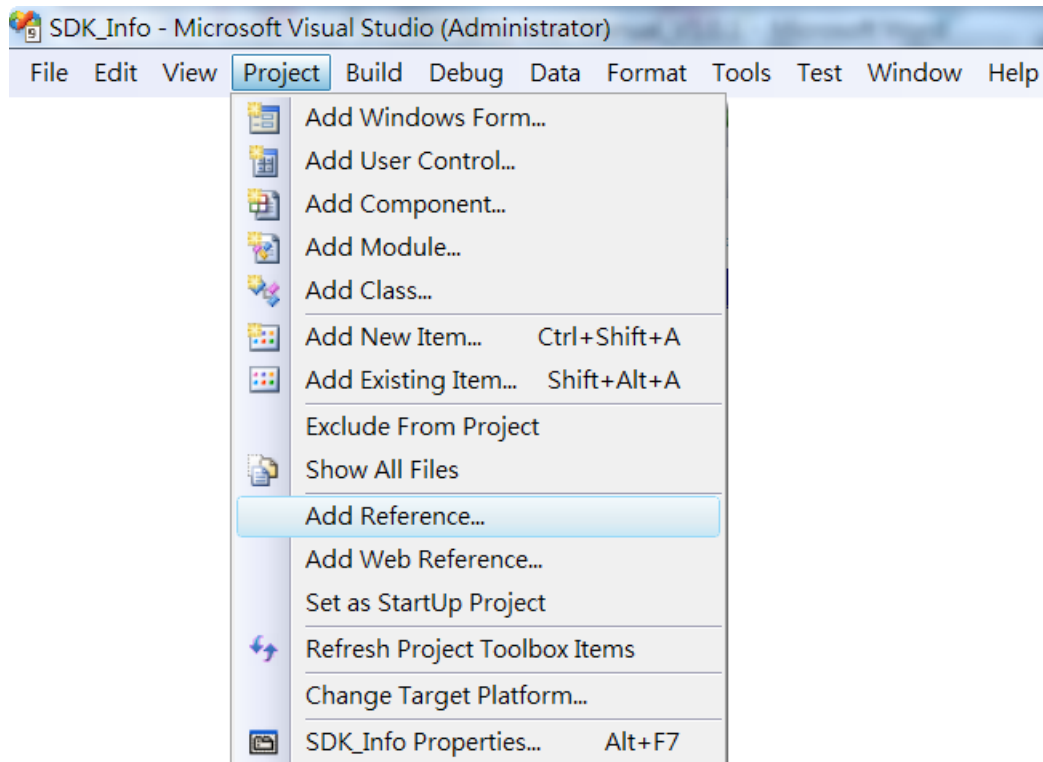 SDK_Info - Microsoft Visual Studio (Administrator)
File Edit View Project Build Debug Data Format Tools Test Window Help
Add Windows Form...
Add User Control...
Add Component...
Add Module...
Add Class...
Add New Item... Ctrl+Shift+A
Add Existing Item... Shift+Alt+A
Exclude From Project
Show All Files
Add Reference...
Add Web Reference...
Set as StartUp Project
Refresh Project Toolbox Items
Change Target Platform...
SDK_Info Properties... Alt+F7